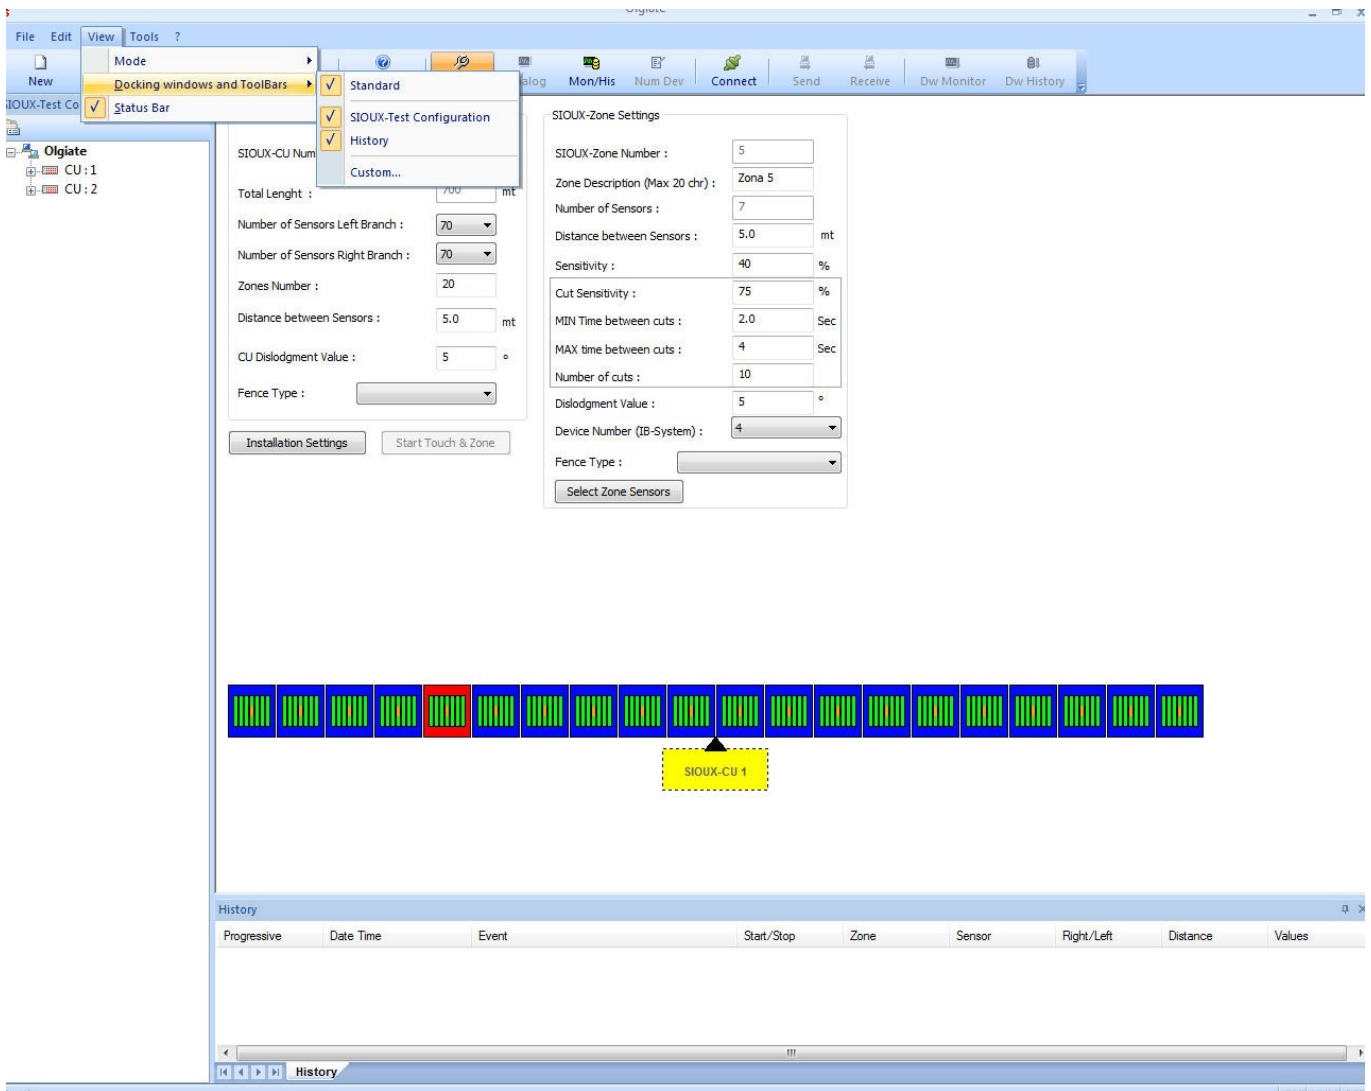 Olgiate
File Edit View Tools ?
New Mon/His Num Dev Connect Send Receive Dw Monitor Dw History
Mode
Docking windows and ToolBars
Status Bar
Standard
SIOUX-Test Configuration
History
Custom...
Olgiate
CU : 1
CU : 2
Total Lenght : 700 mt
Number of Sensors Left Branch : 70
Number of Sensors Right Branch : 70
Zones Number : 20
Distance between Sensors : 5.0 mt
CU Dislodgment Value : 5 °
Fence Type :
Installation Settings Start Touch & Zone
SIOUX-Zone Settings
SIOUX-Zone Number : 5
Zone Description (Max 20 chr) : Zona 5
Number of Sensors : 7
Distance between Sensors : 5.0 mt
Sensitivity : 40 %
Cut Sensitivity : 75 %
MIN Time between cuts : 2.0 Sec
MAX time between cuts : 4 Sec
Number of cuts : 10
Dislodgment Value : 5 °
Device Number (IB-System) : 4
Fence Type :
Select Zone Sensors
SIOUX-CU 1
History
Progressive Date Time Event Start/Stop Zone Sensor Right/Left Distance Values
History